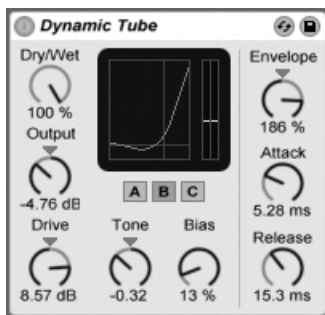 Dynamic Tube
Dry/Wet
100 %
Output
-4.76 dB
A B C
Drive
8.57 dB
Tone
-0.32
Bias
13 %
Envelope
186 %
Attack
5.28 ms
Release
15.3 ms